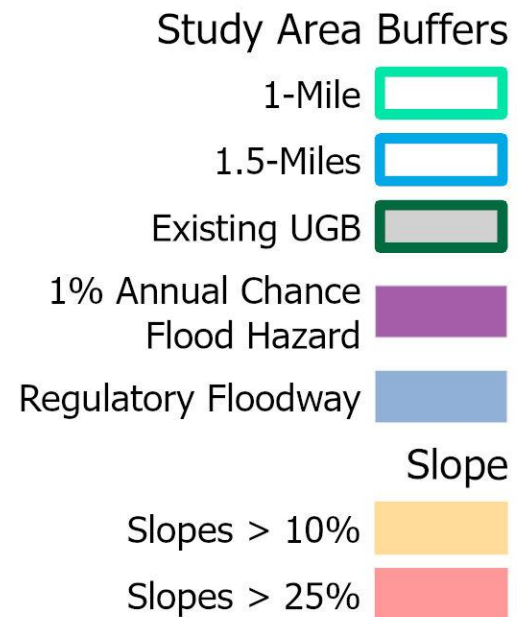 Study Area Buffers
1-Mile
1.5-Miles
Existing UGB
1% Annual Chance
Flood Hazard
Regulatory Floodway
Slope
Slopes > 10%
Slopes > 25%